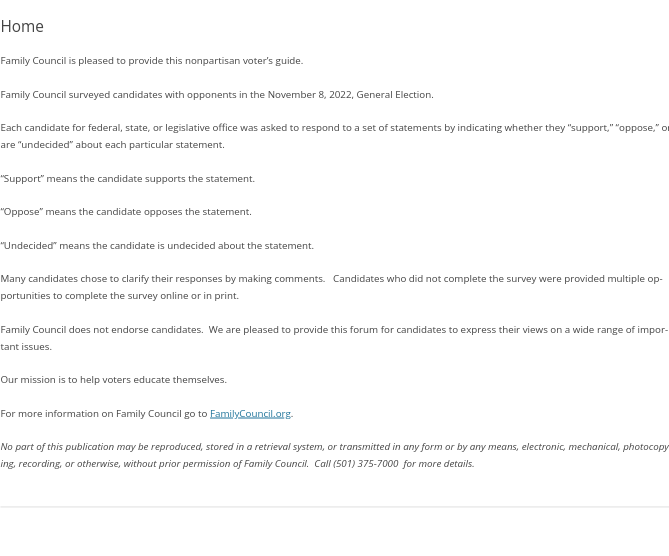 Home
Family Council is pleased to provide this nonpartisan voter’s guide.
Family Council surveyed candidates with opponents in the November 8, 2022, General Election.
Each candidate for federal, state, or legislative office was asked to respond to a set of statements by indicating whether they “support,” “oppose,” or
are “undecided” about each particular statement.
“Support” means the candidate supports the statement.
“Oppose” means the candidate opposes the statement.
“Undecided” means the candidate is undecided about the statement.
Many candidates chose to clarify their responses by making comments.   Candidates who did not complete the survey were provided multiple op-
portunities to complete the survey online or in print.
Family Council does not endorse candidates.  We are pleased to provide this forum for candidates to express their views on a wide range of impor-
tant issues.
Our mission is to help voters educate themselves.
For more information on Family Council go to FamilyCouncil.org.
No part of this publication may be reproduced, stored in a retrieval system, or transmitted in any form or by any means, electronic, mechanical, photocopy
ing, recording, or otherwise, without prior permission of Family Council.  Call (501) 375-7000  for more details.